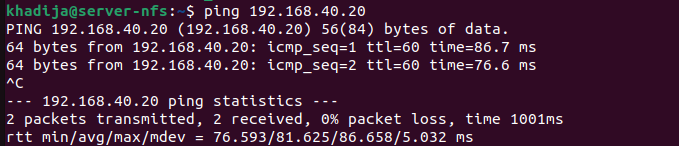 khadija@server-nfs:~$ ping 192.168.40.20
PING 192.168.40.20 (192.168.40.20) 56(84) bytes of data.
64 bytes from 192.168.40.20: icmp_seq=1 ttl=60 time=86.7 ms
64 bytes from 192.168.40.20: icmp_seq=2 ttl=60 time=76.6 ms
^C
--- 192.168.40.20 ping statistics ---
2 packets transmitted, 2 received, 0% packet loss, time 1001ms
rtt min/avg/max/mdev = 76.593/81.625/86.658/5.032 ms